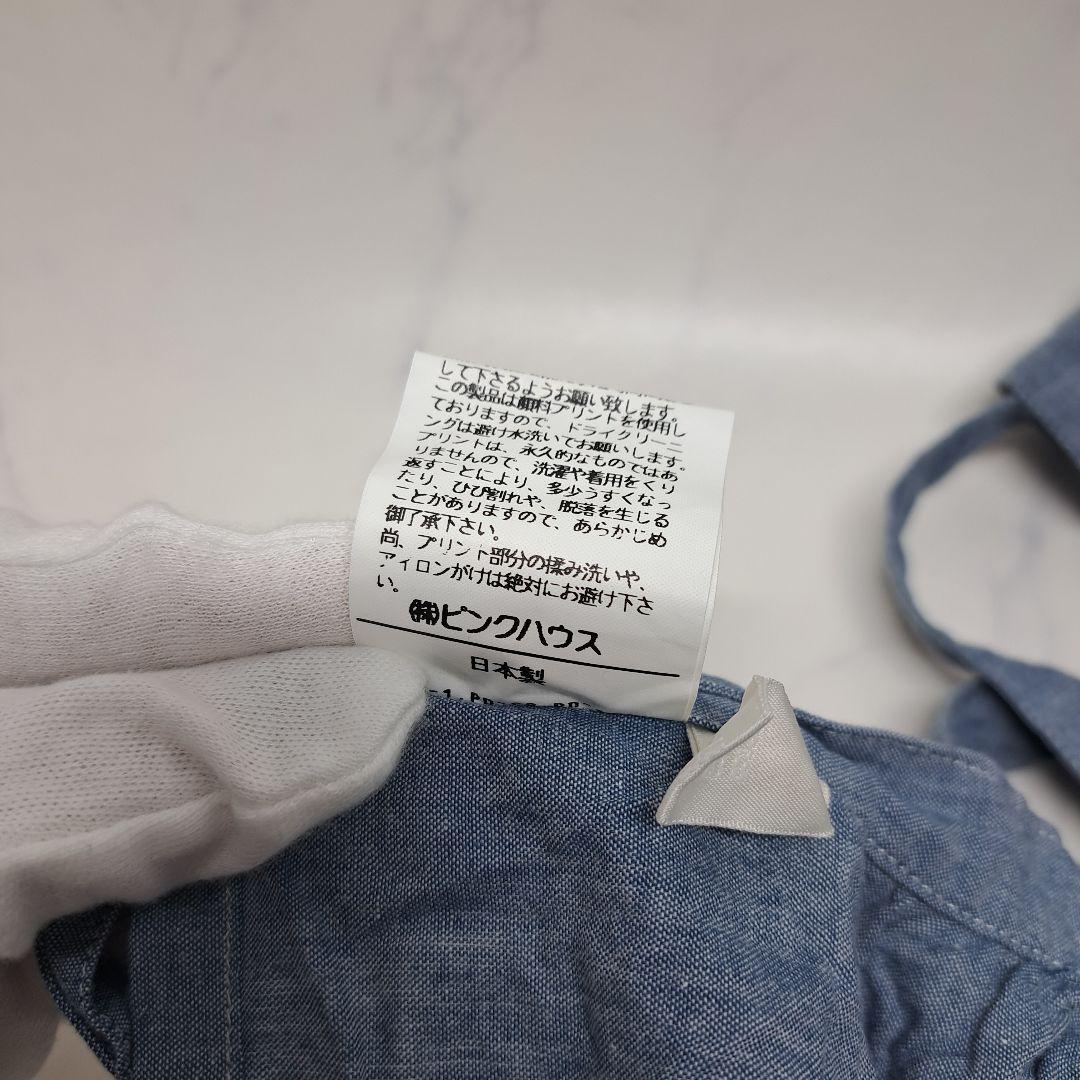 して下さるようお願い致します。
この製品は顔料プリントを使用し
ておりますので、ドライクリーニ
ングは避け水洗いでお願いします。
プリントは、永久的なものではあ
りませんので、洗濯や着用をくり
返すことにより、多少うすくなっ
たり、ひび割れや、脱落を生じる
ことがありますので、あらかじめ
御了承下さい。
尚、プリント部分の揉み洗いや、
アイロンがけは絶対にお避け下さ
い。
㈱ピンクハウス
日本製